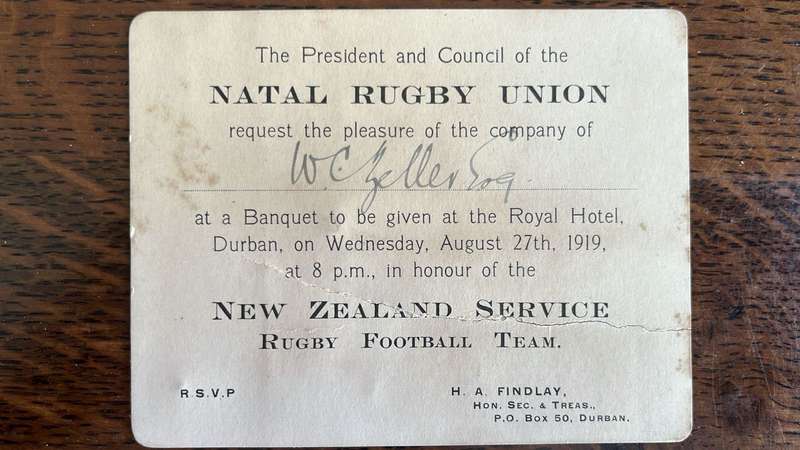 The President and Council of the
NATAL RUGBY UNION
request the pleasure of the company of
W. C. Zeller Esq
at a Banquet to be given at the Royal Hotel,
Durban, on Wednesday, August 27th, 1919,
at 8 p.m., in honour of the
NEW ZEALAND SERVICE
RUGBY FOOTBALL TEAM.
R.S.V.P
H. A. FINDLAY,
HON. SEC. & TREAS.,
P.O. BOX 50, DURBAN.